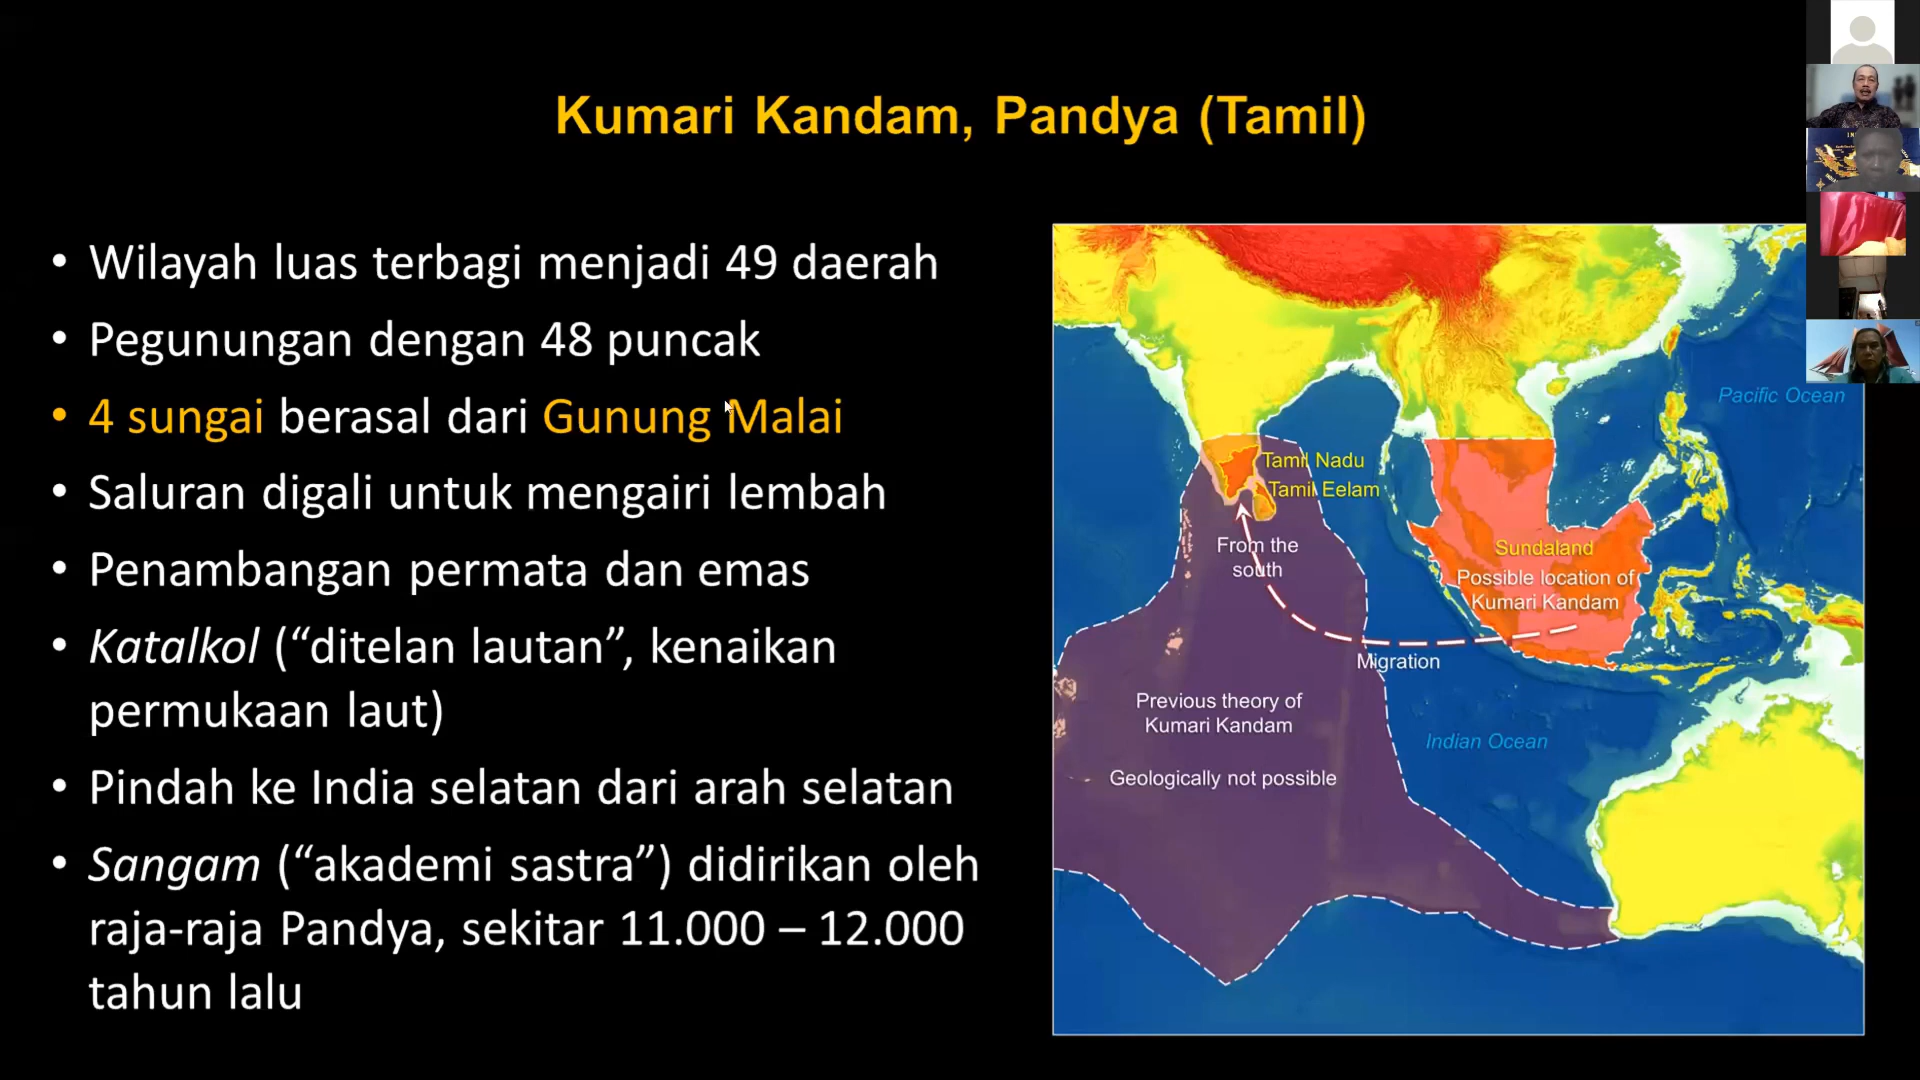 Kumari Kandam, Pandya (Tamil)
• Wilayah luas terbagi menjadi 49 daerah
• Pegunungan dengan 48 puncak
• 4 sungai berasal dari Gunung Malai
• Saluran digali untuk mengairi lembah
• Penambangan permata dan emas
• Katalkol (“ditelan lautan”, kenaikan
permukaan laut)
• Pindah ke India selatan dari arah selatan
• Sangam (“akademi sastra”) didirikan oleh
raja-raja Pandya, sekitar 11.000 – 12.000
tahun lalu
Pacific Ocean
Tamil Nadu
Tamil Eelam
From the
south
Sundaland
Possible location of
Kumari Kandam
Migration
Previous theory of
Kumari Kandam
Indian Ocean
Geologically not possible